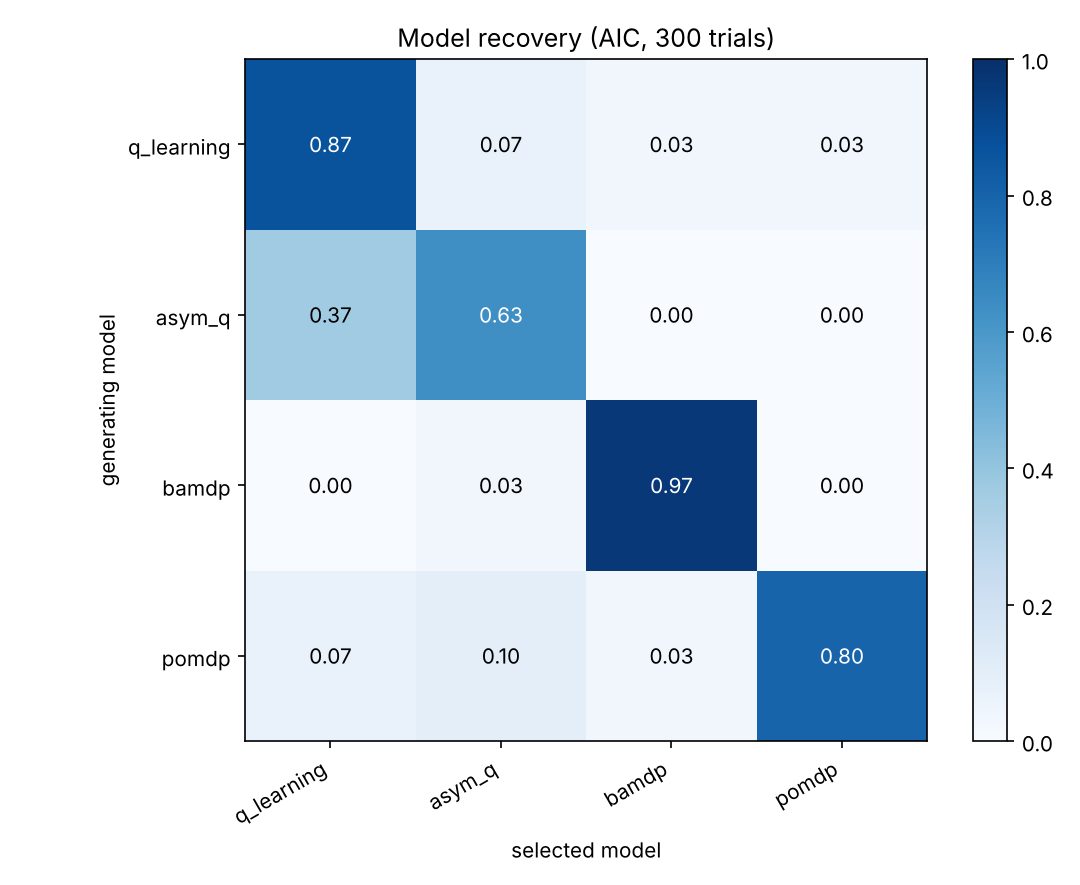 Model recovery (AIC, 300 trials)
1.0
q_learning
0.87
0.07
0.03
0.03
0.8
asym_q
0.37
0.63
0.00
0.00
0.6
generating model
0.4
bamdp
0.00
0.03
0.97
0.00
0.2
pomdp
0.07
0.10
0.03
0.80
0.0
q_learning
asym_q
bamdp
pomdp
selected model